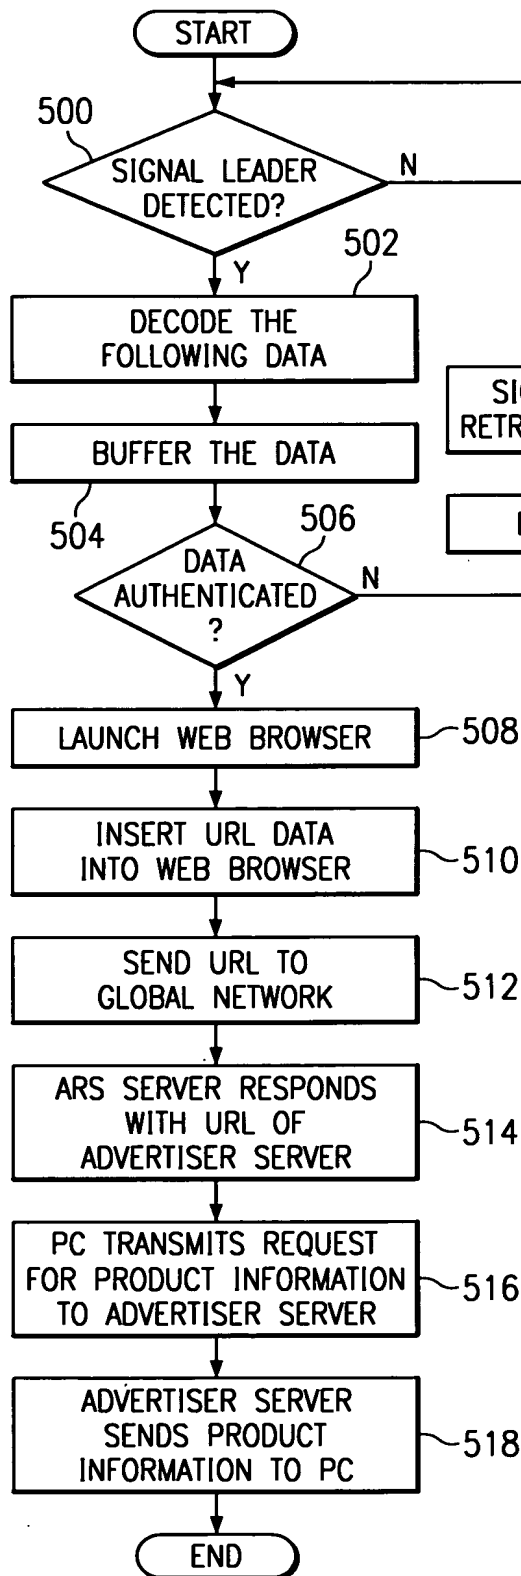 START
500
SIGNAL LEADER
DETECTED?
N
Y
502
DECODE THE
FOLLOWING DATA
BUFFER THE DATA
504
506
DATA
AUTHENTICATED
?
N
Y
LAUNCH WEB BROWSER
508
INSERT URL DATA
INTO WEB BROWSER
510
SEND URL TO
GLOBAL NETWORK
512
ARS SERVER RESPONDS
WITH URL OF
ADVERTISER SERVER
514
PC TRANSMITS REQUEST
FOR PRODUCT INFORMATION
TO ADVERTISER SERVER
516
ADVERTISER SERVER
SENDS PRODUCT
INFORMATION TO PC
518
END